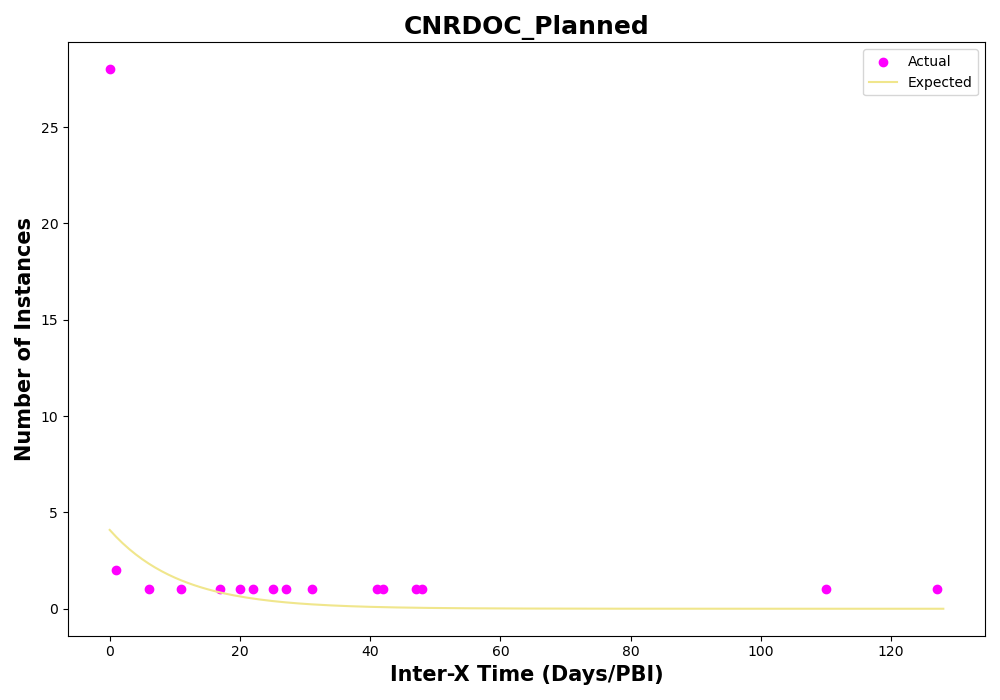 CNRDOC_Planned
Actual
Expected
Number of Instances
25
20
15
10
5
0
0 20 40 60 80 100 120
Inter-X Time (Days/PBI)